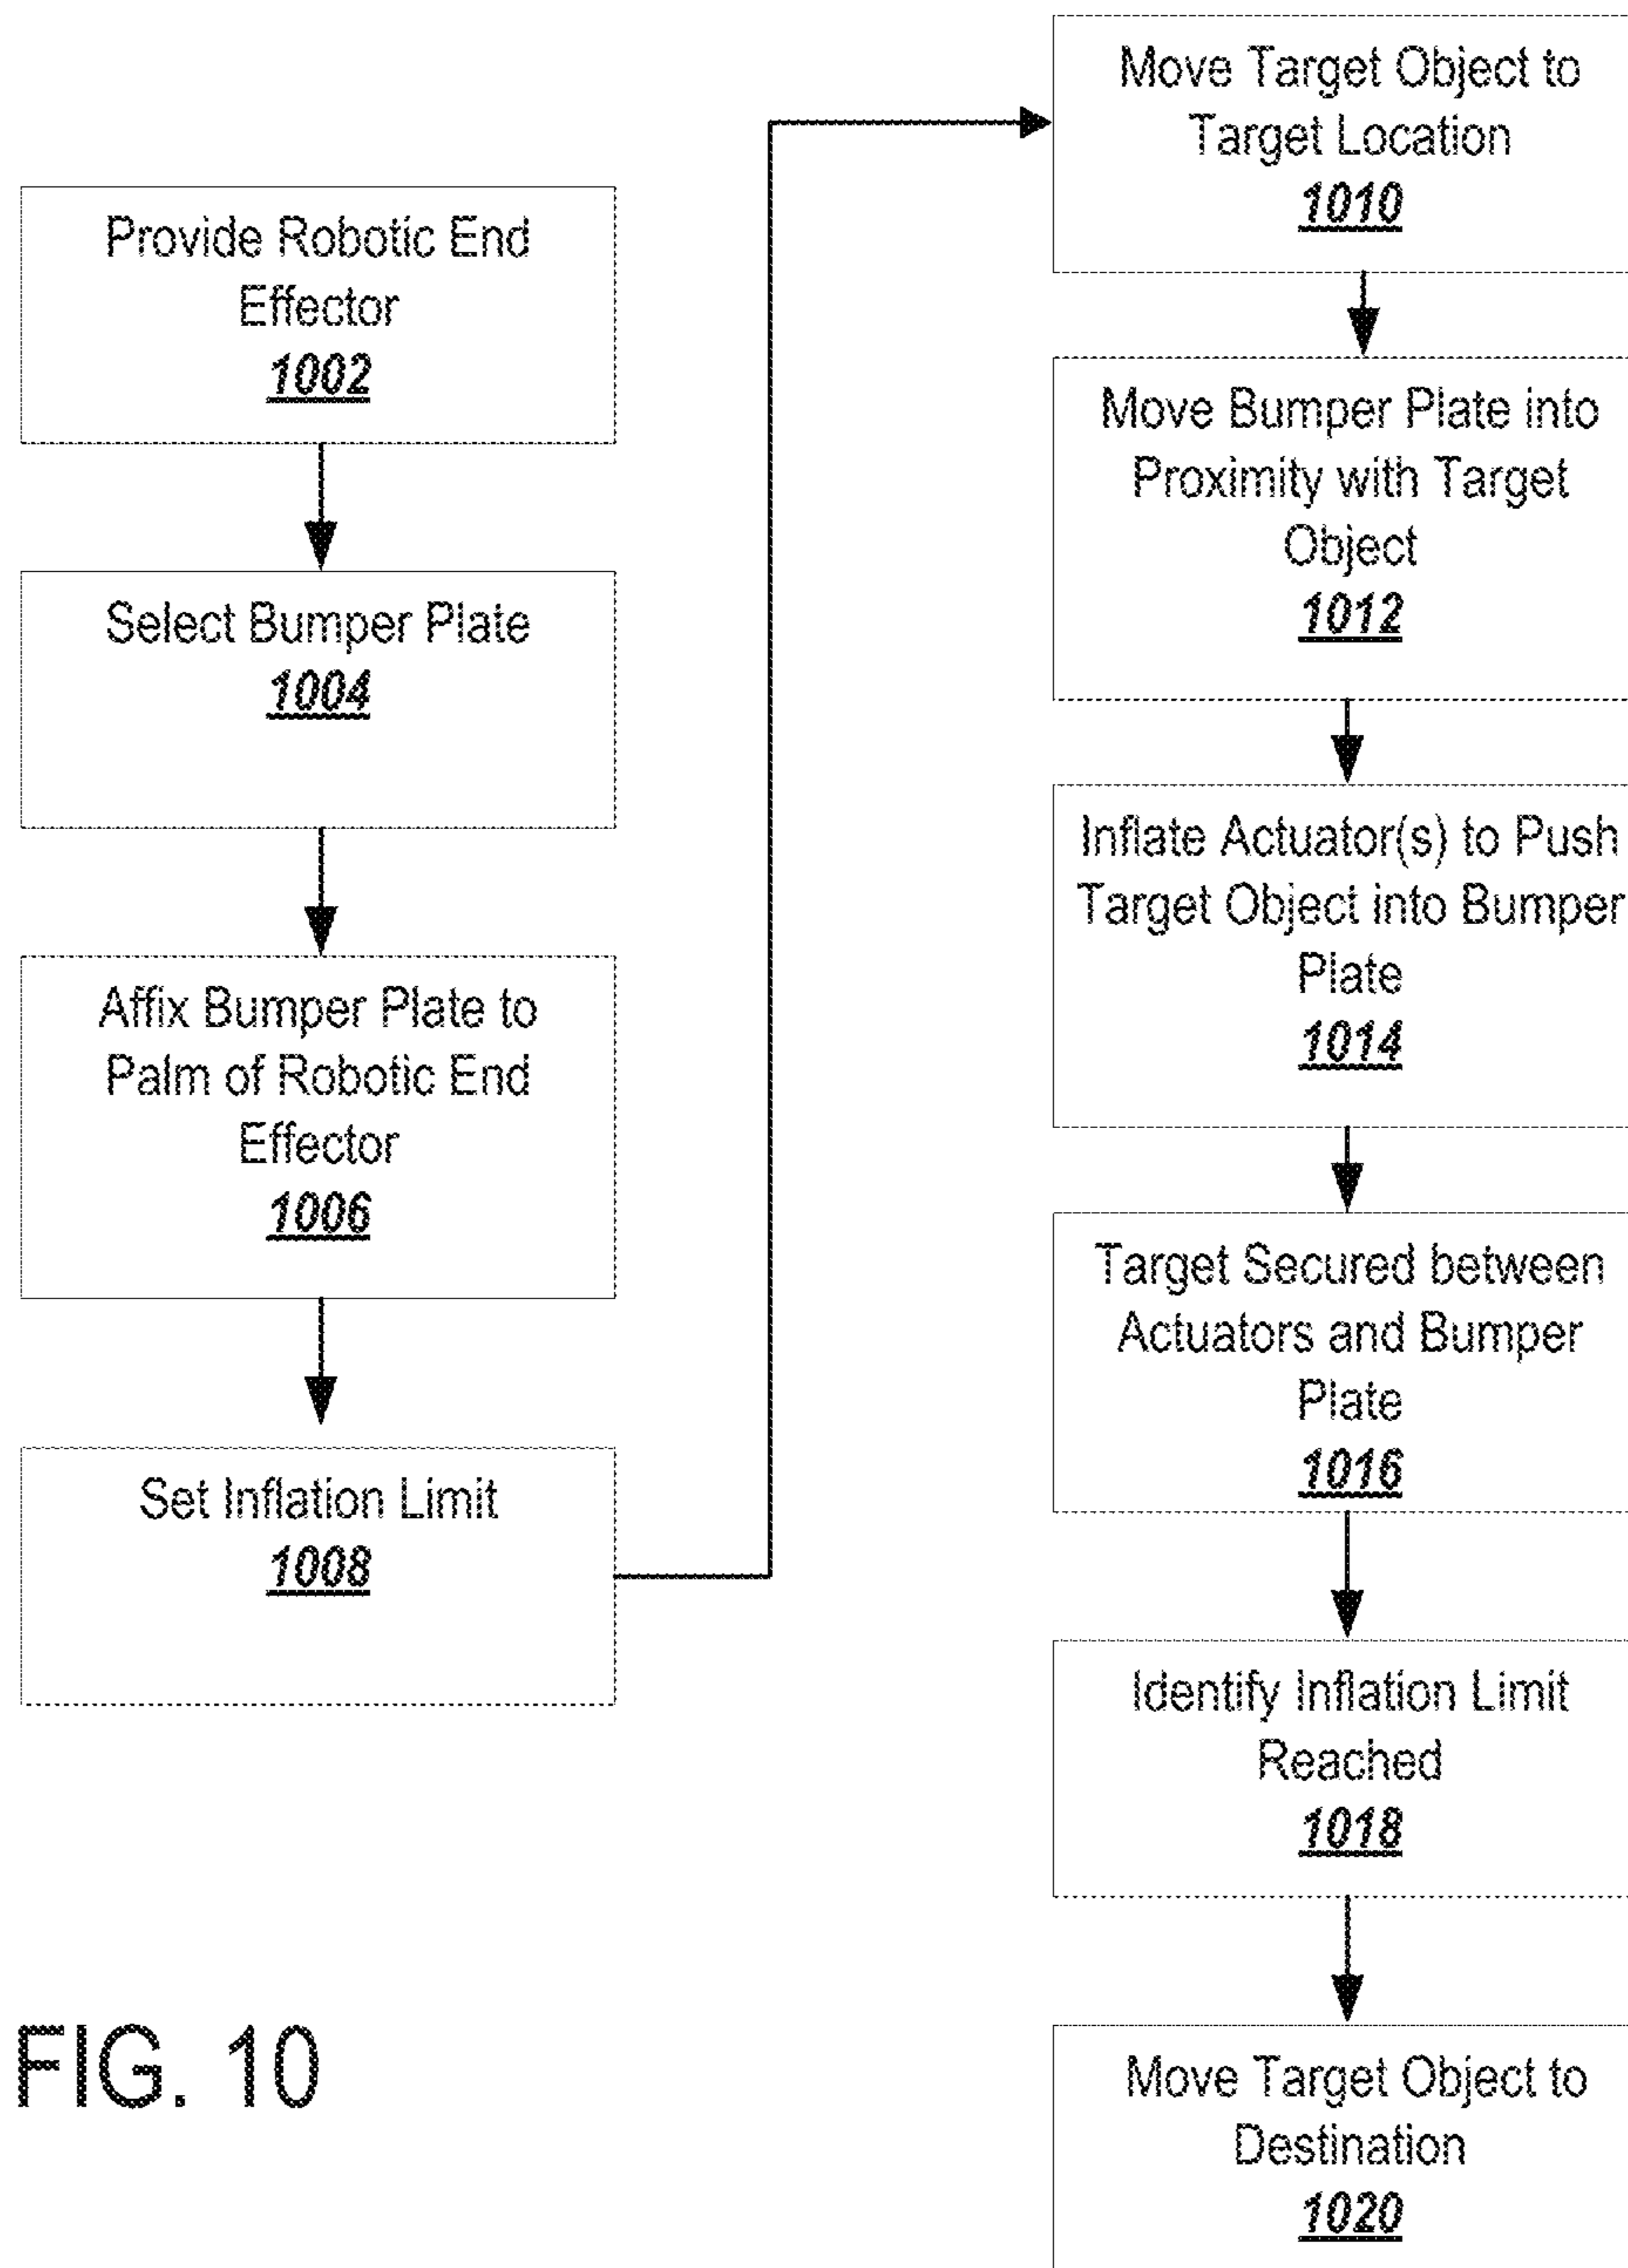 Provide Robotic End
Effector
1002
Select Bumper Plate
1004
Affix Bumper Plate to
Palm of Robotic End
Effector
1006
Set Inflation Limit
1008
Move Target Object to
Target Location
1010
Move Bumper Plate into
Proximity with Target
Object
1012
Inflate Actuator(s) to Push
Target Object into Bumper
Plate
1014
Target Secured between
Actuators and Bumper
Plate
1016
Identify Inflation Limit
Reached
1018
Move Target Object to
Destination
1020
FIG. 10